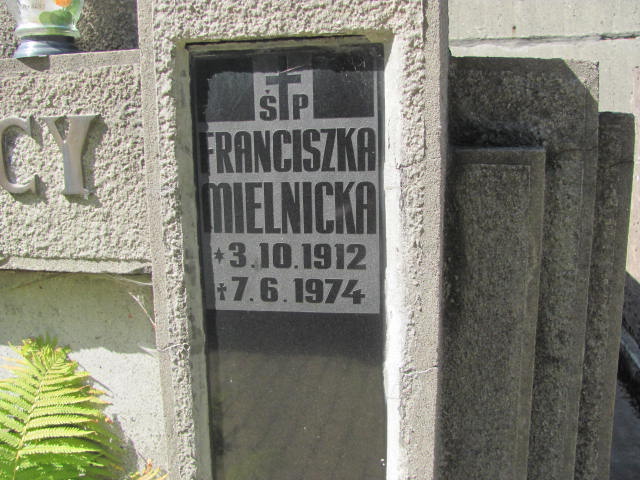 ŚP
FRANCISZKA
MIELNICKA
* 3.10.1912
† 7.6.1974
CY